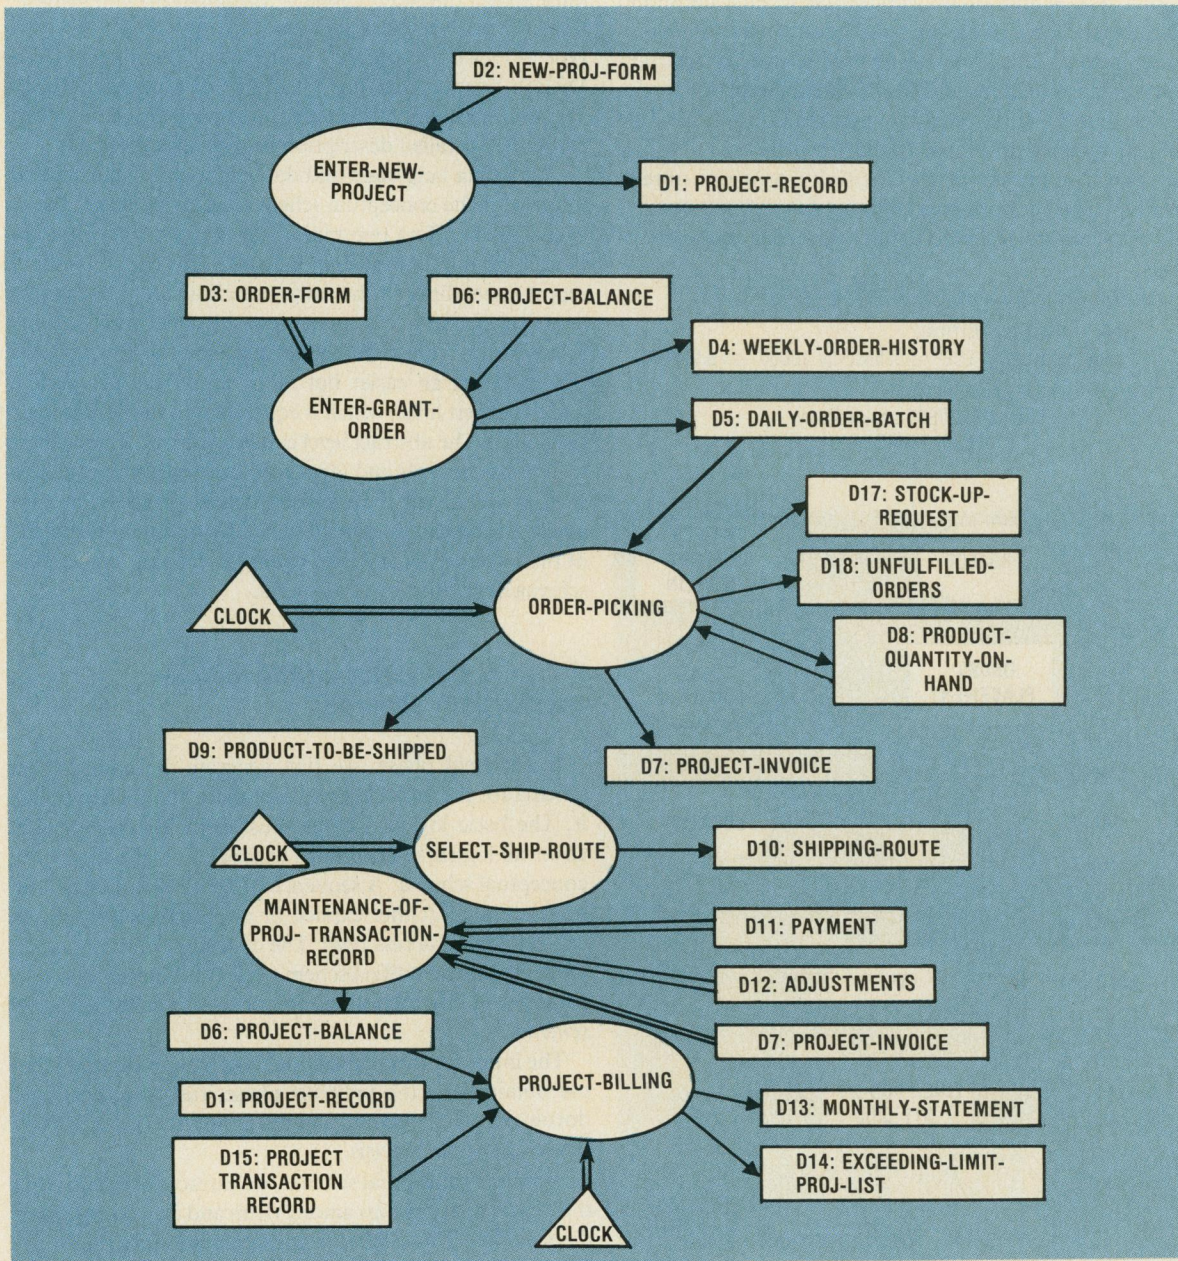 D2: NEW-PROJ-FORM
ENTER-NEW-
PROJECT
D1: PROJECT-RECORD
D3: ORDER-FORM
D6: PROJECT-BALANCE
D4: WEEKLY-ORDER-HISTORY
ENTER-GRANT-
ORDER
D5: DAILY-ORDER-BATCH
D17: STOCK-UP-
REQUEST
D18: UNFULFILLED-
ORDERS
CLOCK
ORDER-PICKING
D8: PRODUCT-
QUANTITY-ON-
HAND
D9: PRODUCT-TO-BE-SHIPPED
D7: PROJECT-INVOICE
CLOCK
SELECT-SHIP-ROUTE
D10: SHIPPING-ROUTE
MAINTENANCE-OF-
PROJ- TRANSACTION-
RECORD
D11: PAYMENT
D12: ADJUSTMENTS
D7: PROJECT-INVOICE
D6: PROJECT-BALANCE
PROJECT-BILLING
D1: PROJECT-RECORD
D13: MONTHLY-STATEMENT
D15: PROJECT
TRANSACTION
RECORD
D14: EXCEEDING-LIMIT-
PROJ-LIST
CLOCK